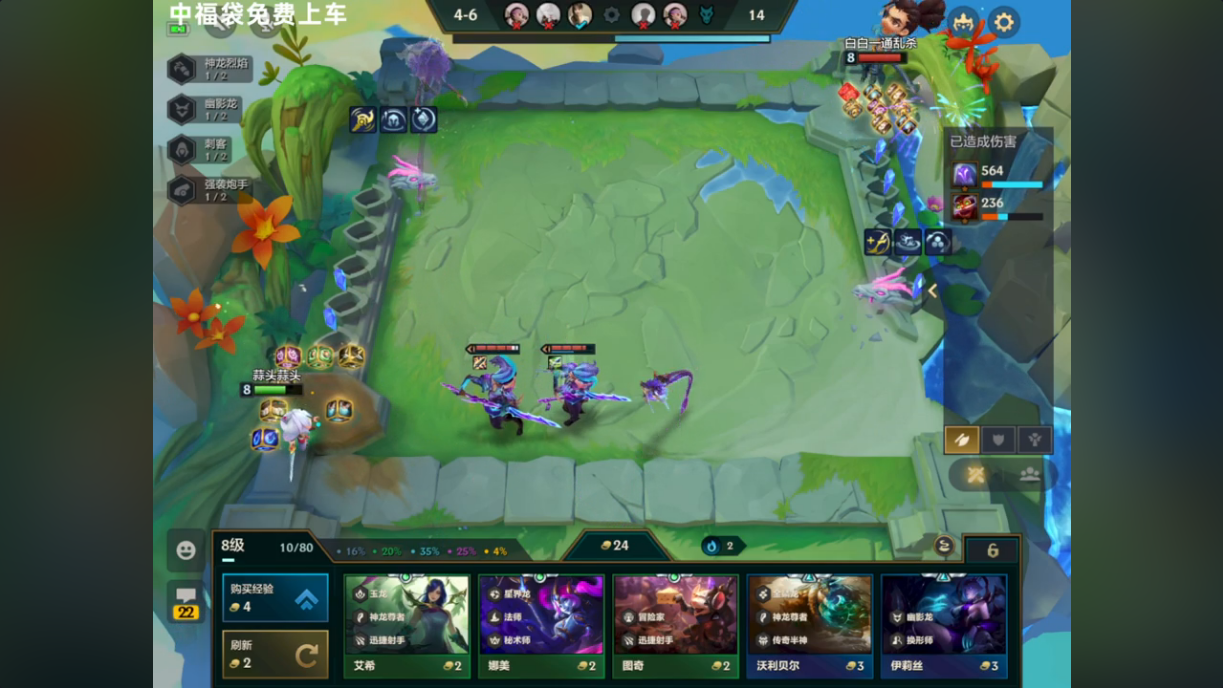 中福袋免费上车
4-6
14
白白一通乱杀
8
神龙烈焰
1/2
幽影龙
1/2
刺客
1/2
强袭炮手
1/2
已造成伤害
564
236
蒜头蒜头
8
22
8级
10/80
16%
20%
35%
25%
4%
24
2
6
购买经验
4
刷新
2
玉龙
神龙尊者
迅捷射手
艾希
2
星界龙
法师
秘术师
娜美
2
冒险家
迅捷射手
图奇
2
神龙尊者
传奇半神
沃利贝尔
3
幽影龙
换形师
伊莉丝
3